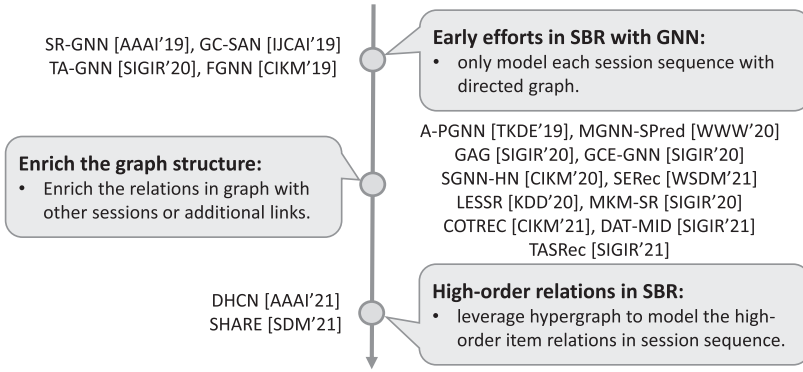 SR-GNN [AAAI’19], GC-SAN [IJCAI’19]
TA-GNN [SIGIR’20], FGNN [CIKM’19]
Early efforts in SBR with GNN:
• only model each session sequence with
directed graph.
Enrich the graph structure:
• Enrich the relations in graph with
other sessions or additional links.
A-PGNN [TKDE’19], MGNN-SPred [WWW’20]
GAG [SIGIR’20], GCE-GNN [SIGIR’20]
SGNN-HN [CIKM’20], SERec [WSDM’21]
LESSR [KDD’20], MKM-SR [SIGIR’20]
COTREC [CIKM’21], DAT-MID [SIGIR’21]
TASRec [SIGIR’21]
DHCN [AAAI’21]
SHARE [SDM’21]
High-order relations in SBR:
• leverage hypergraph to model the high-
order item relations in session sequence.